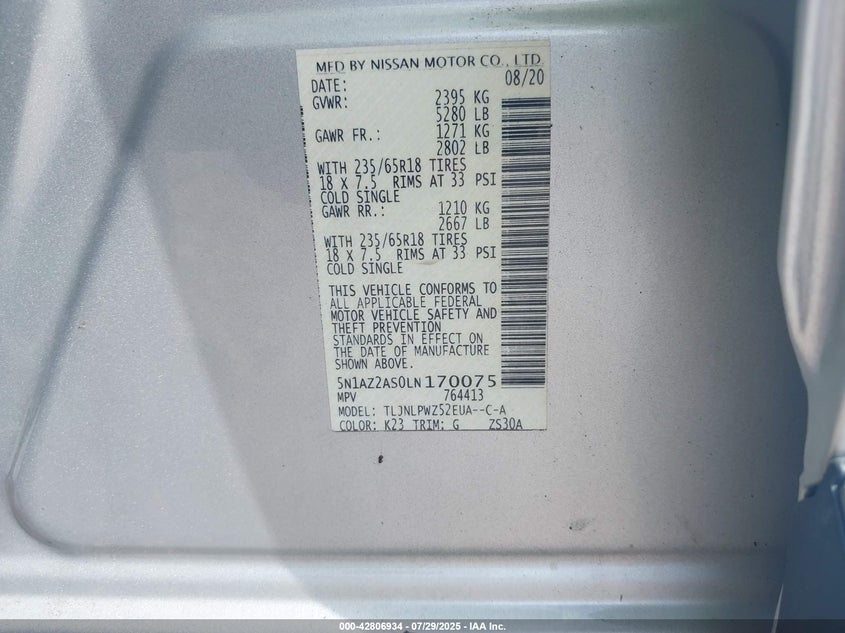 MFD BY NISSAN MOTOR CO., LTD.
DATE: 08/20
GVWR: 2395 KG
5280 LB
GAWR FR.: 1271 KG
2802 LB
WITH 235/65R18 TIRES
18 X 7.5 RIMS AT 33 PSI
COLD SINGLE
GAWR RR.: 1210 KG
2667 LB
WITH 235/65R18 TIRES
18 X 7.5 RIMS AT 33 PSI
COLD SINGLE
THIS VEHICLE CONFORMS TO
ALL APPLICABLE FEDERAL
MOTOR VEHICLE SAFETY AND
THEFT PREVENTION
STANDARDS IN EFFECT ON
THE DATE OF MANUFACTURE
SHOWN ABOVE.
5N1AZ2AS0LN170075
MPV 764413
MODEL: TLJNLPWZ52EUA--C-A
COLOR: K23 TRIM: G ZS30A
000-42806934 / 07/29/2025 - IAA Inc.